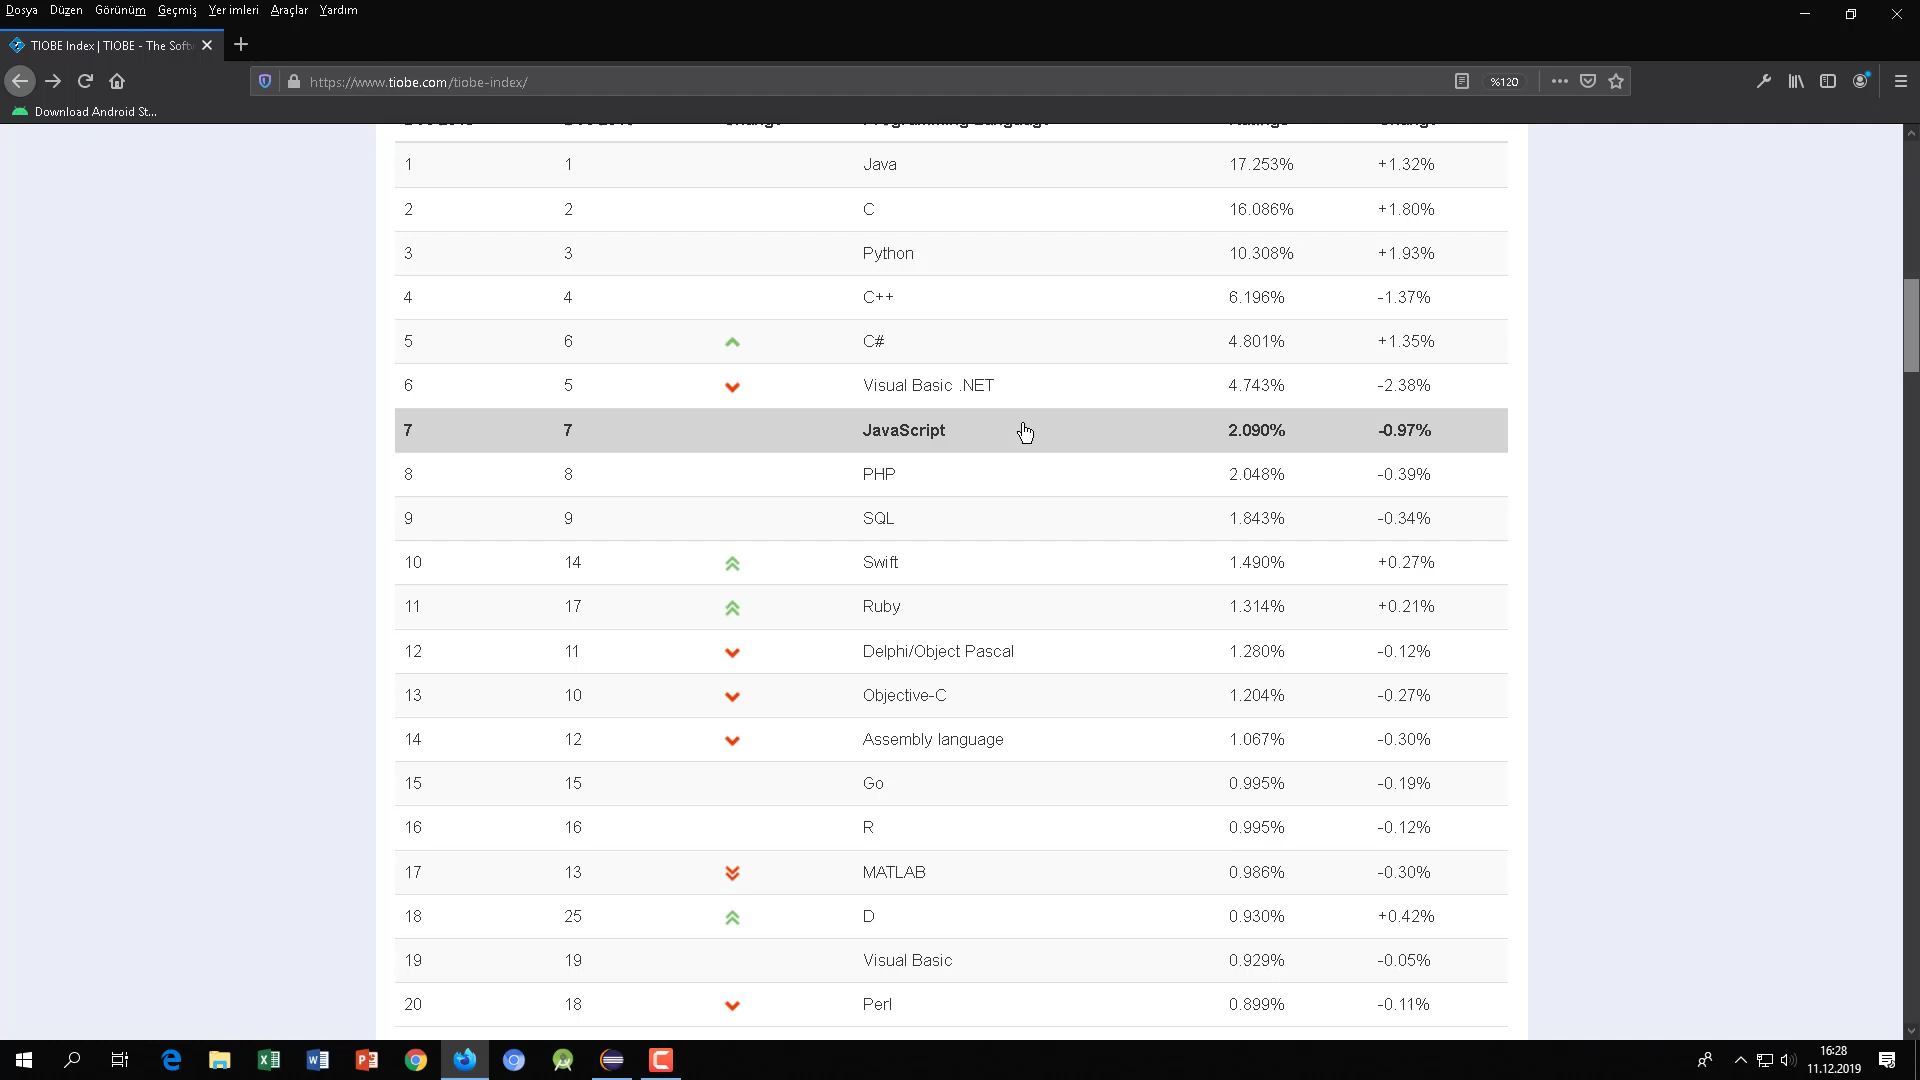 Dosya Düzen Görünüm Geçmiş Yer imleri Araçlar Yardım
TIOBE Index | TIOBE - The Soft
https://www.tiobe.com/tiobe-index/
%120
Download Android St...
Programming Language Ratings Change
1 1 Java 17.253% +1.32%
2 2 C 16.086% +1.80%
3 3 Python 10.308% +1.93%
4 4 C++ 6.196% -1.37%
5 6 C# 4.801% +1.35%
6 5 Visual Basic .NET 4.743% -2.38%
7 7 JavaScript 2.090% -0.97%
8 8 PHP 2.048% -0.39%
9 9 SQL 1.843% -0.34%
10 14 Swift 1.490% +0.27%
11 17 Ruby 1.314% +0.21%
12 11 Delphi/Object Pascal 1.280% -0.12%
13 10 Objective-C 1.204% -0.27%
14 12 Assembly language 1.067% -0.30%
15 15 Go 0.995% -0.19%
16 16 R 0.995% -0.12%
17 13 MATLAB 0.986% -0.30%
18 25 D 0.930% +0.42%
19 19 Visual Basic 0.929% -0.05%
20 18 Perl 0.899% -0.11%
16:28
11.12.2019